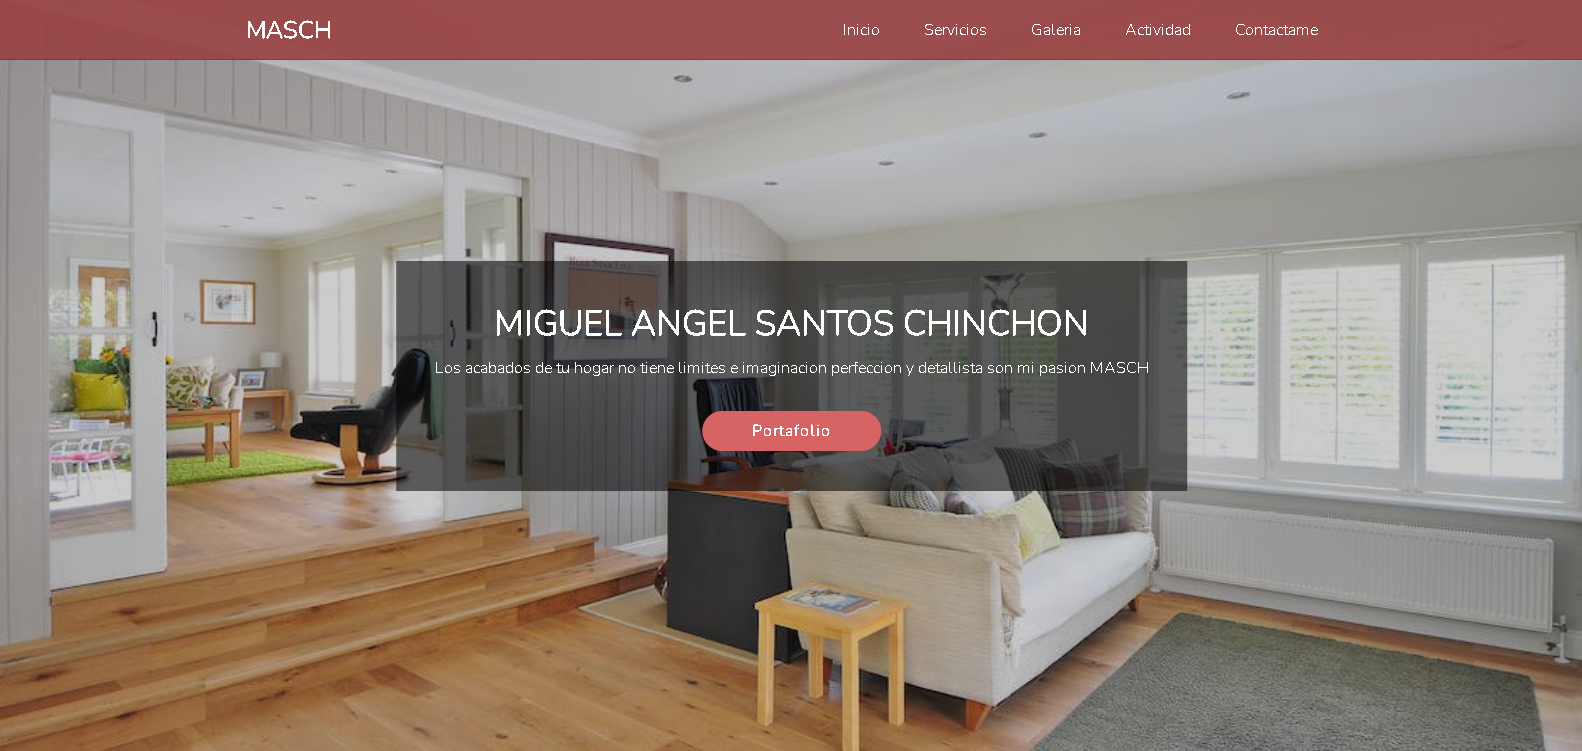 MASCH
Inicio
Servicios
Galeria
Actividad
Contactame
MIGUEL ANGEL SANTOS CHINCHON
Los acabados de tu hogar no tiene limites e imaginacion perfeccion y detallista son mi pasion MASCH
Portafolio